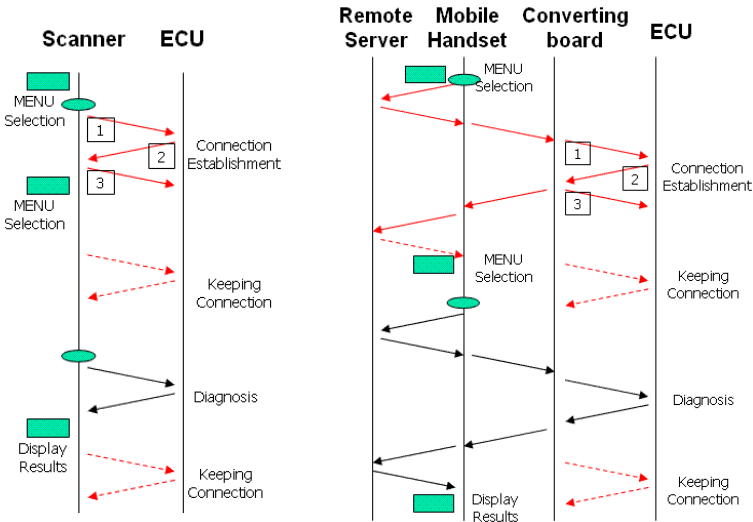 Scanner
ECU
MENU
Selection
1
2
Connection
Establishment
3
MENU
Selection
Keeping
Connection
Diagnosis
Display
Results
Keeping
Connection
Remote
Server
Mobile
Handset
Converting
board
ECU
MENU
Selection
1
2
Connection
Establishment
3
MENU
Selection
Keeping
Connection
Diagnosis
Keeping
Connection
Display
Results